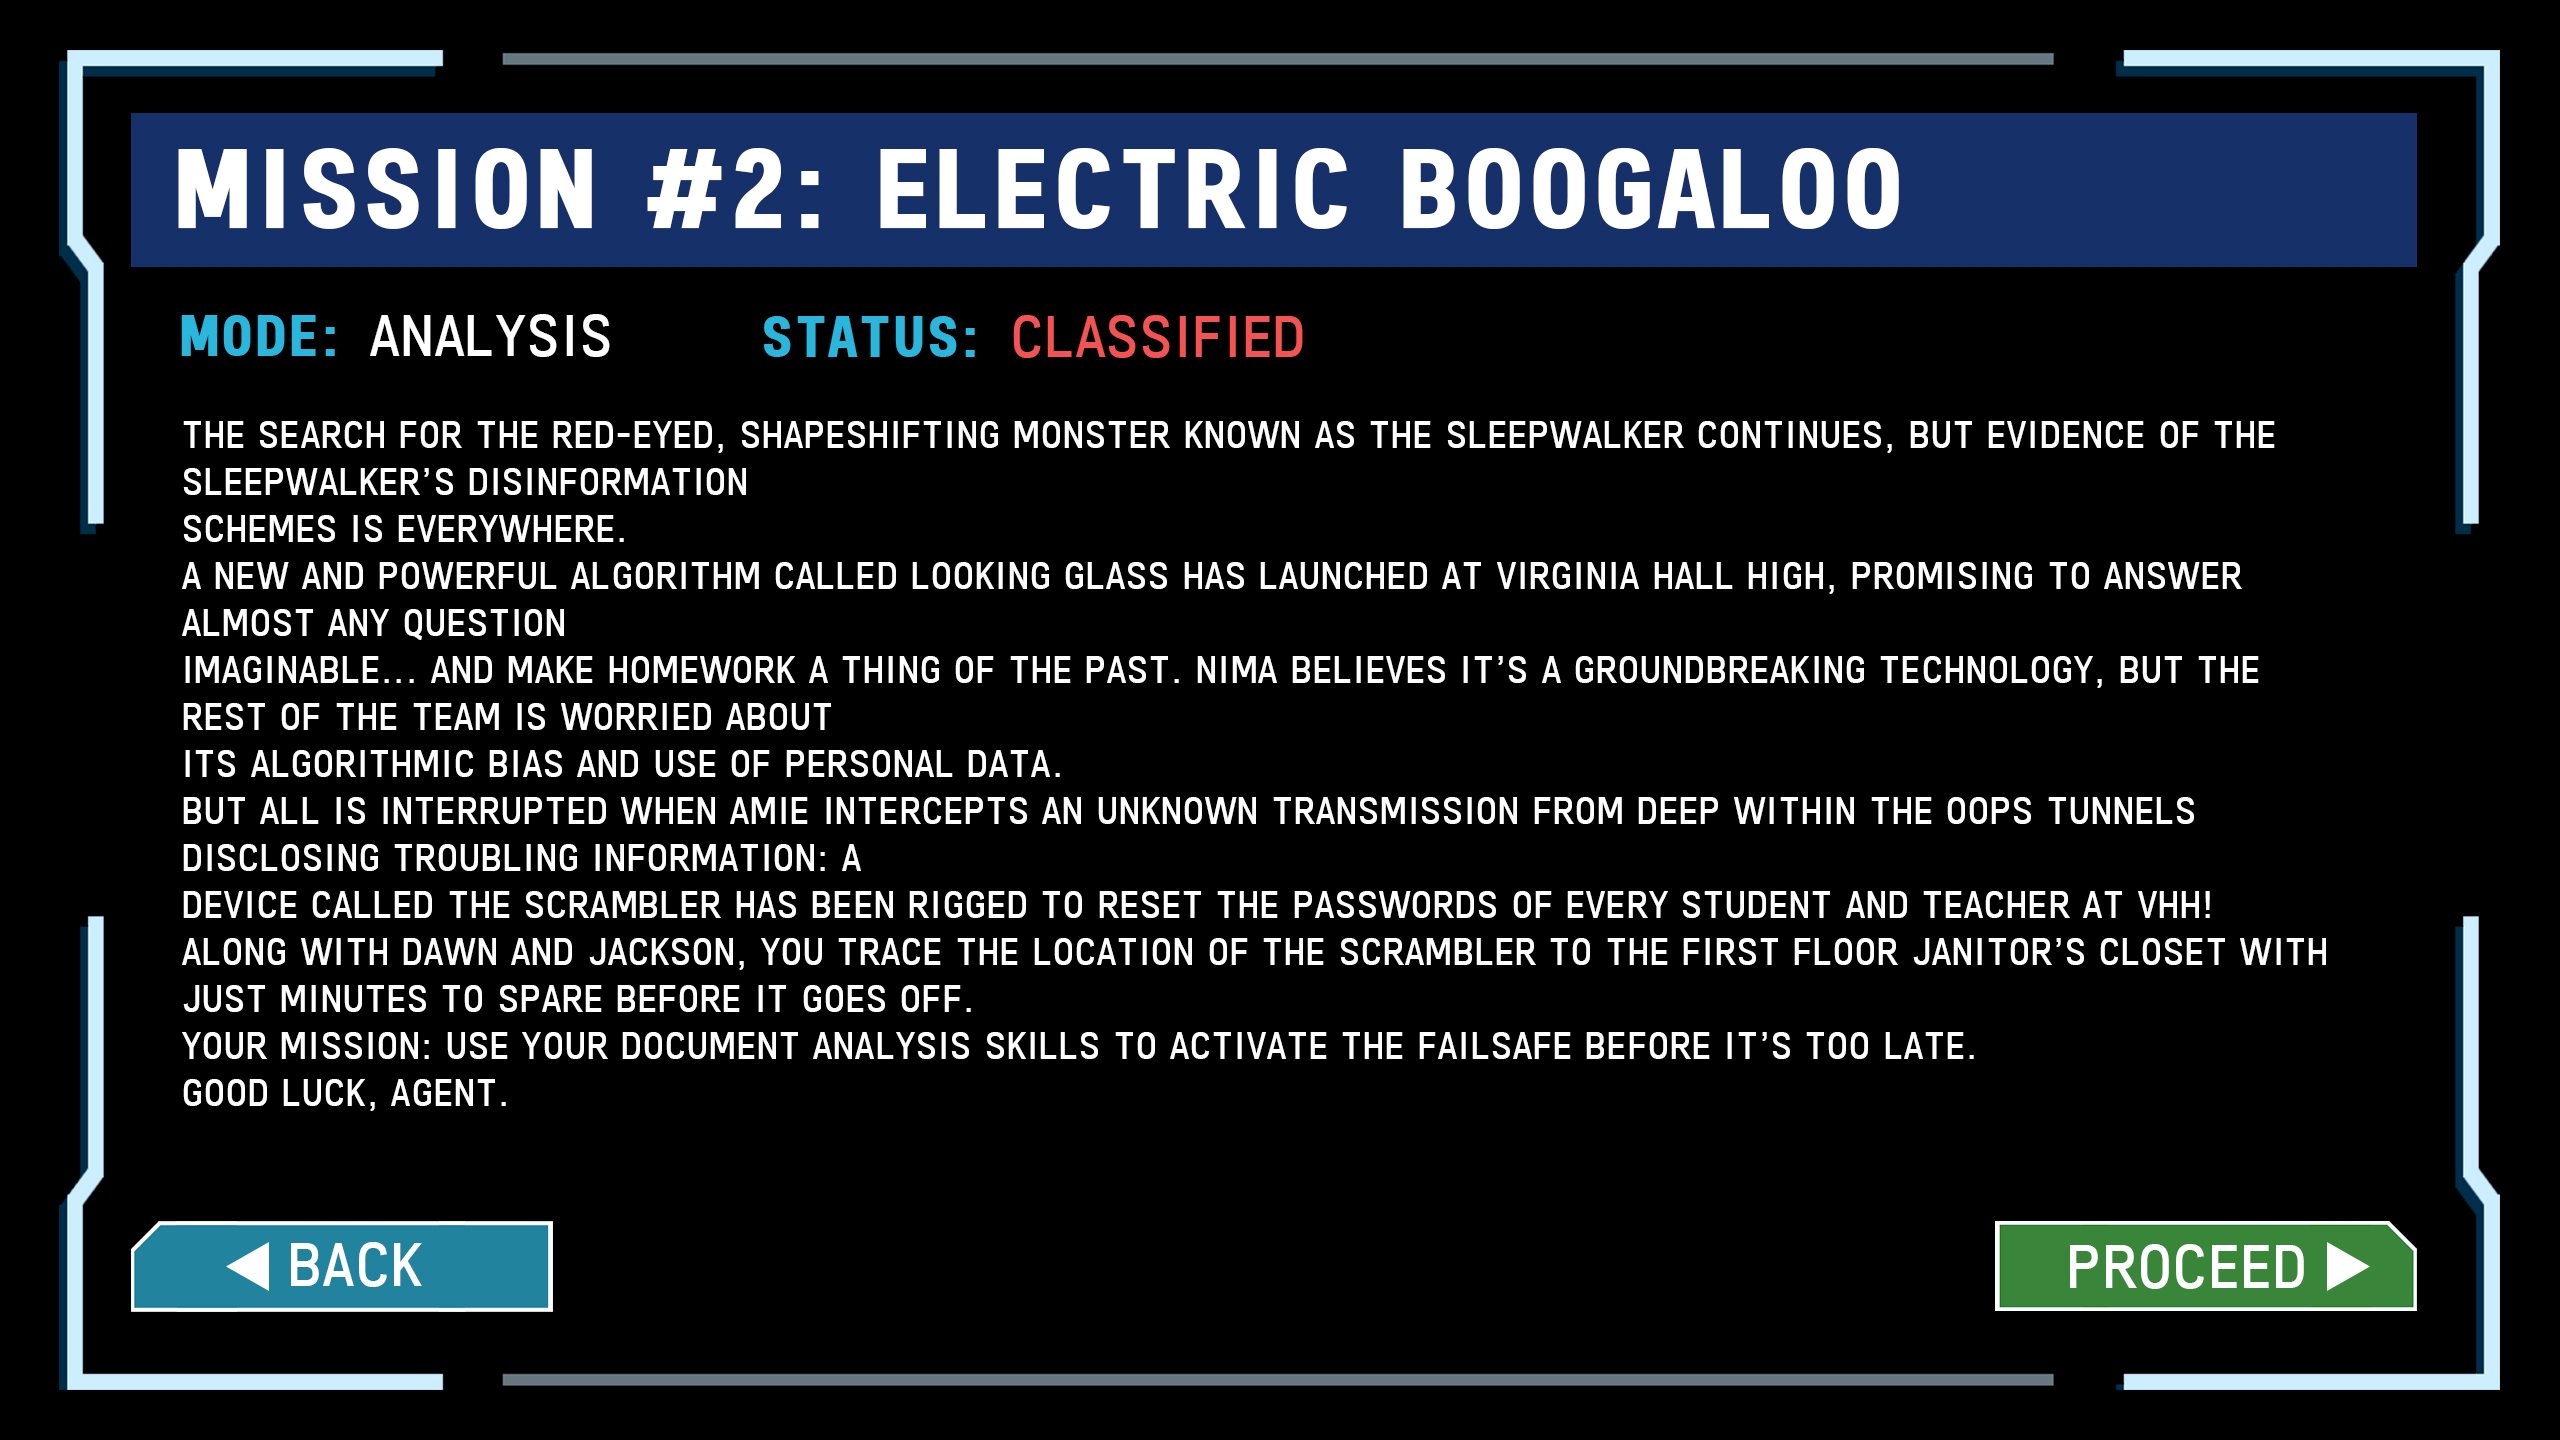 MISSION #2: ELECTRIC BOOGALOO
MODE: ANALYSIS STATUS: CLASSIFIED
THE SEARCH FOR THE RED-EYED, SHAPESHIFTING MONSTER KNOWN AS THE SLEEPWALKER CONTINUES, BUT EVIDENCE OF THE
SLEEPWALKER’S DISINFORMATION
SCHEMES IS EVERYWHERE.
A NEW AND POWERFUL ALGORITHM CALLED LOOKING GLASS HAS LAUNCHED AT VIRGINIA HALL HIGH, PROMISING TO ANSWER
ALMOST ANY QUESTION
IMAGINABLE... AND MAKE HOMEWORK A THING OF THE PAST. NIMA BELIEVES IT’S A GROUNDBREAKING TECHNOLOGY, BUT THE
REST OF THE TEAM IS WORRIED ABOUT
ITS ALGORITHMIC BIAS AND USE OF PERSONAL DATA.
BUT ALL IS INTERRUPTED WHEN AMIE INTERCEPTS AN UNKNOWN TRANSMISSION FROM DEEP WITHIN THE OOPS TUNNELS
DISCLOSING TROUBLING INFORMATION: A
DEVICE CALLED THE SCRAMBLER HAS BEEN RIGGED TO RESET THE PASSWORDS OF EVERY STUDENT AND TEACHER AT VHH!
ALONG WITH DAWN AND JACKSON, YOU TRACE THE LOCATION OF THE SCRAMBLER TO THE FIRST FLOOR JANITOR’S CLOSET WITH
JUST MINUTES TO SPARE BEFORE IT GOES OFF.
YOUR MISSION: USE YOUR DOCUMENT ANALYSIS SKILLS TO ACTIVATE THE FAILSAFE BEFORE IT’S TOO LATE.
GOOD LUCK, AGENT.
BACK
PROCEED